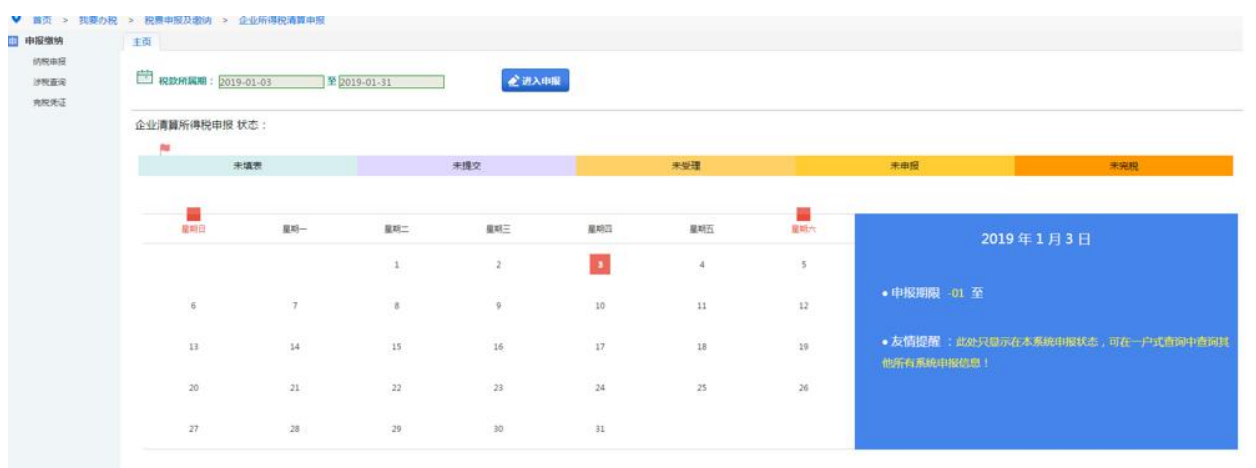 首页 > 我要办税 > 税费申报及缴纳 > 企业所得税清算申报
申报缴纳
主页
纳税申报
涉税查询
完税凭证
税款所属期： 2019-01-03 至 2019-01-31 进入申报
企业清算所得税申报 状态：
未填表 未提交 未受理 未申报 未完税
星期日 星期一 星期二 星期三 星期四 星期五 星期六
1 2 3 4 5
6 7 8 9 10 11 12
13 14 15 16 17 18 19
20 21 22 23 24 25 26
27 28 29 30 31
2019 年 1 月 3 日
• 申报期限 -01 至
• 友情提醒 ：此处只显示在本系统申报状态，可在一户式查询中查询其
他所有系统申报信息！